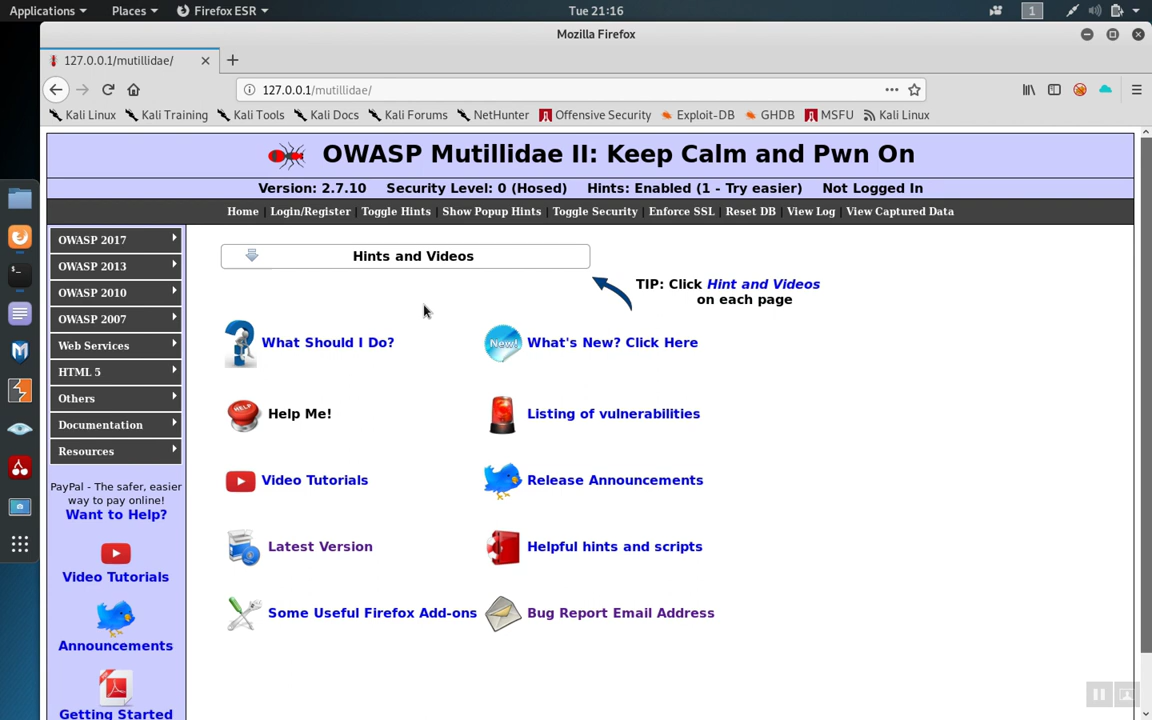 Applications Places Firefox ESR Tue 21:16 1
Mozilla Firefox
127.0.0.1/mutillidae/
127.0.0.1/mutillidae/
Kali Linux Kali Training Kali Tools Kali Docs Kali Forums NetHunter Offensive Security Exploit-DB GHDB MSFU Kali Linux
OWASP Mutillidae II: Keep Calm and Pwn On
Version: 2.7.10 Security Level: 0 (Hosed) Hints: Enabled (1 - Try easier) Not Logged In
Home | Login/Register | Toggle Hints | Show Popup Hints | Toggle Security | Enforce SSL | Reset DB | View Log | View Captured Data
OWASP 2017
OWASP 2013
OWASP 2010
OWASP 2007
Web Services
HTML 5
Others
Documentation
Resources
PayPal - The safer, easier
way to pay online!
Want to Help?
Video Tutorials
Announcements
Getting Started
Hints and Videos
TIP: Click Hint and Videos
on each page
What Should I Do? What's New? Click Here
HELP Help Me! Listing of vulnerabilities
Video Tutorials Release Announcements
Latest Version Helpful hints and scripts
Some Useful Firefox Add-ons Bug Report Email Address
New!